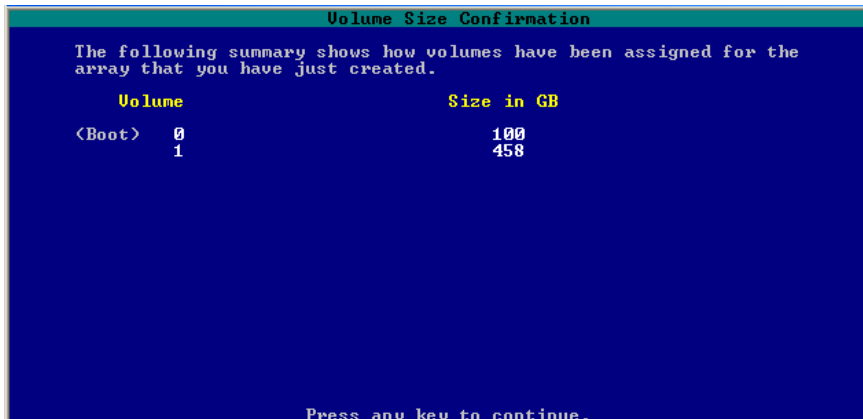 Volume Size Confirmation
The following summary shows how volumes have been assigned for the
array that you have just created.
Volume Size in GB
(Boot) 0 100
1 458
Press any key to continue.